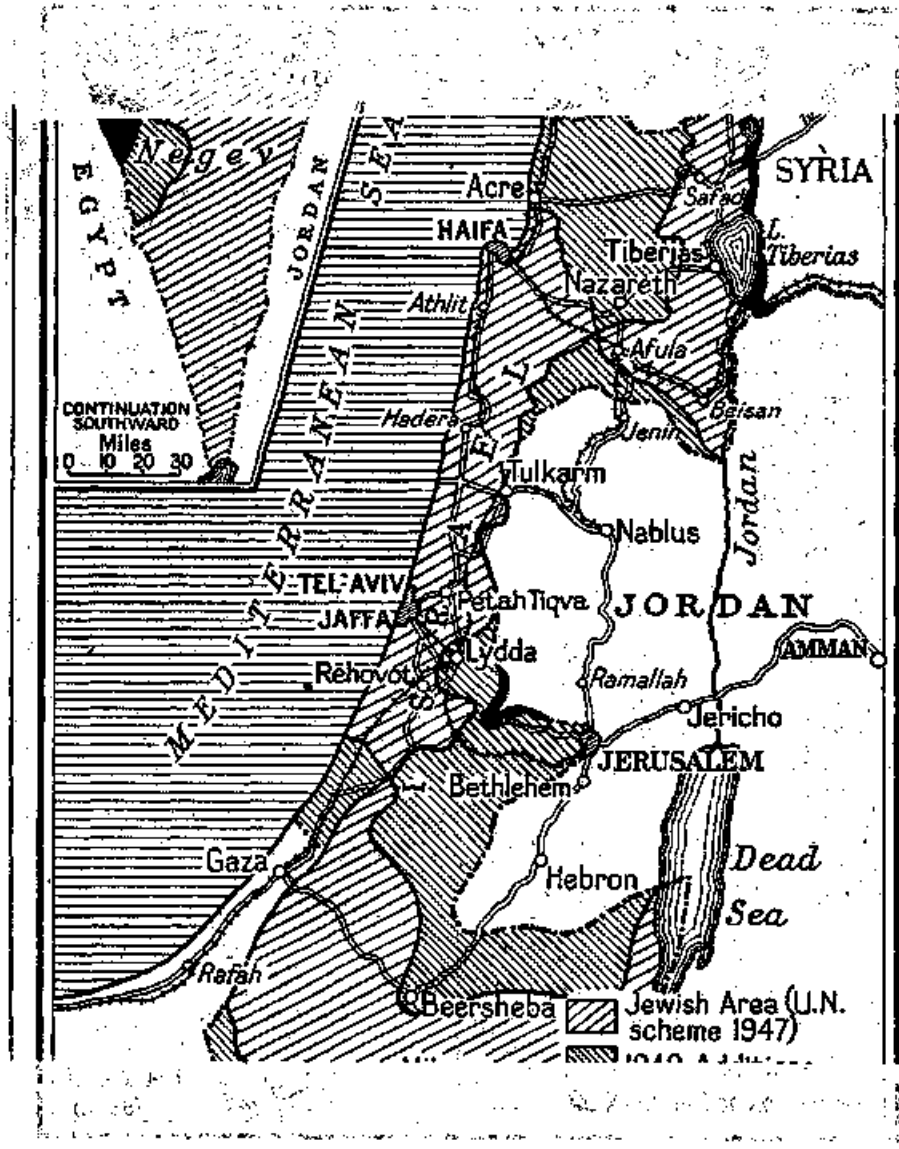 EGYPT
Negev
JORDAN
MEDITERRANEAN SEA
CONTINUATION
SOUTHWARD
Miles
0 10 20 30
SYRIA
Acre
Safad
HAIFA
Tiberias
L.
Tiberias
Nazareth
Athlit
Afula
Hadera
Beisan
Jenin
ISRAEL
Tulkarm
Nablus
Jordan
TEL-AVIV
Petah Tiqva
JAFFA
JORDAN
Lydda
AMMAN
Rehovot
Ramallah
Jericho
JERUSALEM
Bethlehem
Gaza
Hebron
Dead
Sea
Rafah
Beersheba
Jewish Area (U.N.
scheme 1947)
Additions